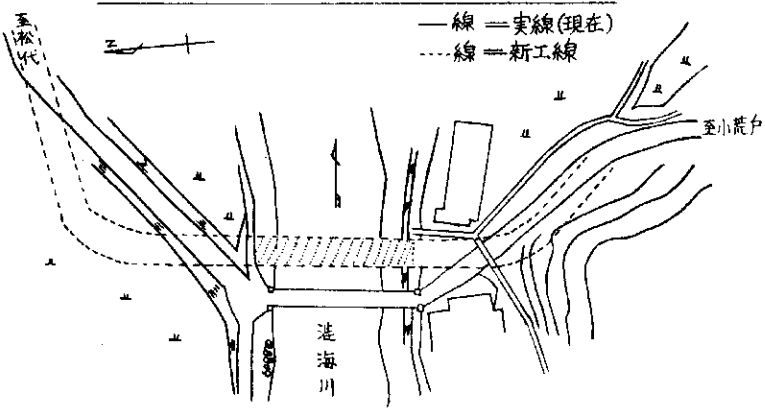 — 線 = 実線(現在)
---- 線 = 新工線
至松代
N
至小荒戸
渋海川